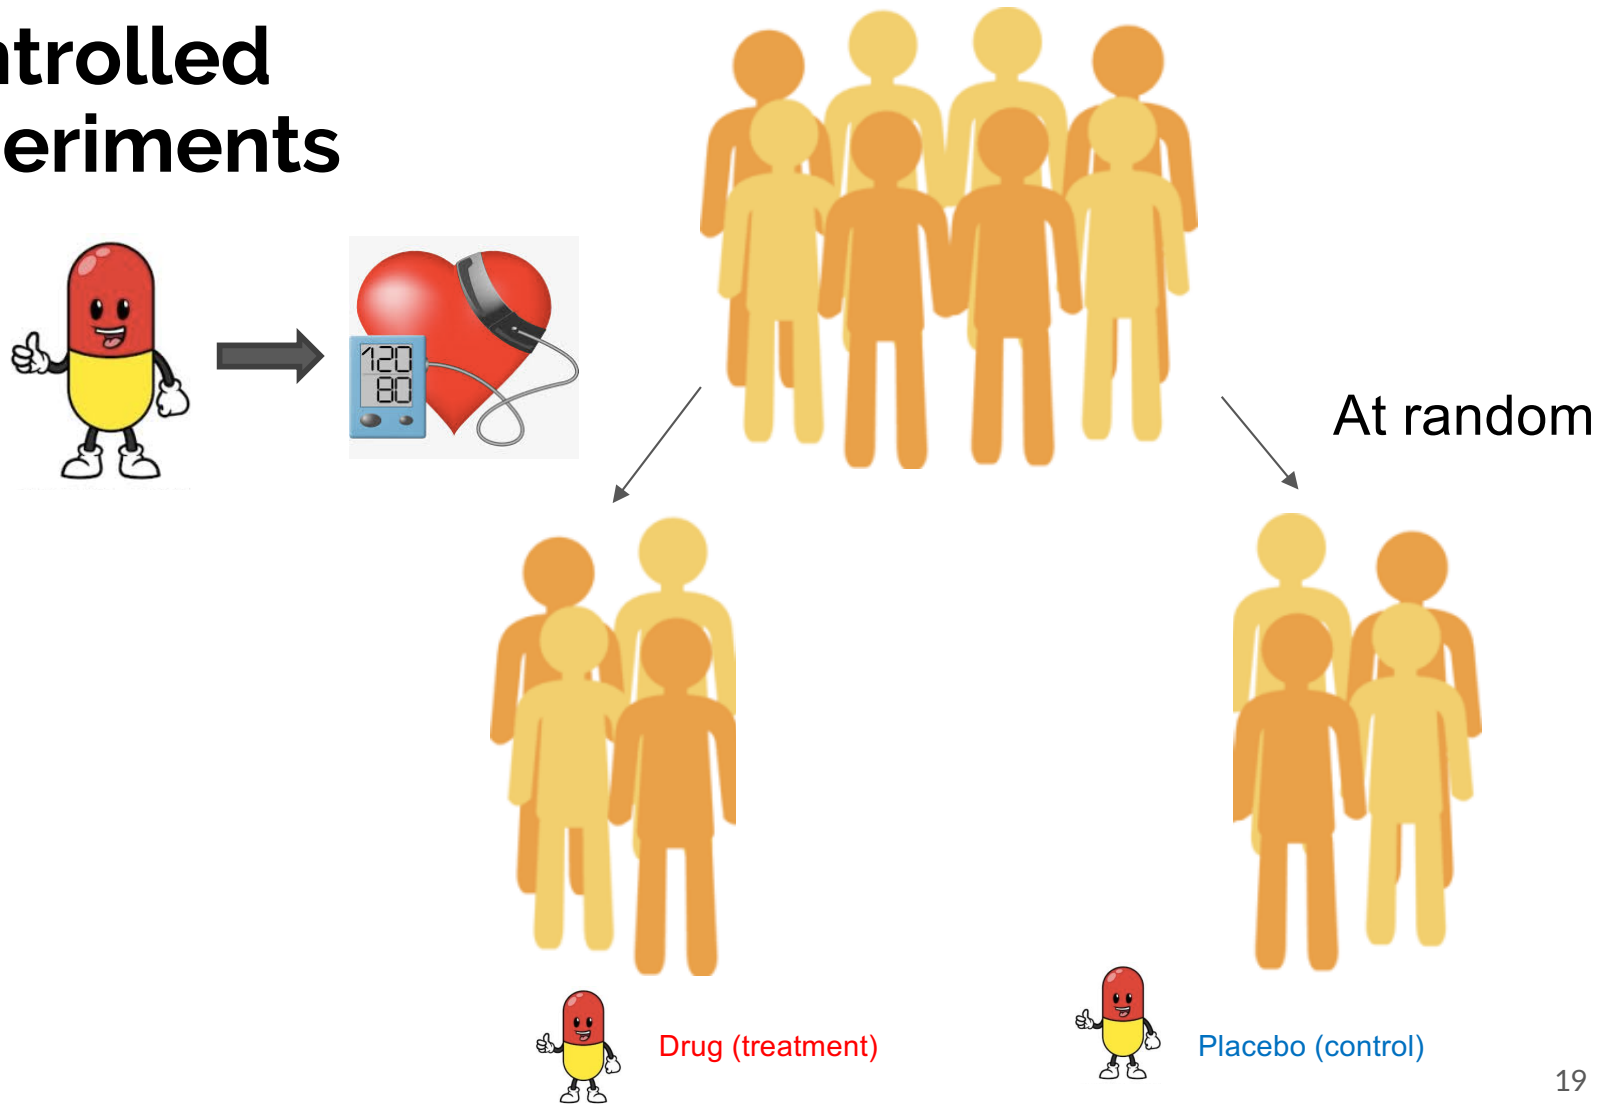 ntrolled
eriments
120
80
At random
Drug (treatment)
Placebo (control)
19